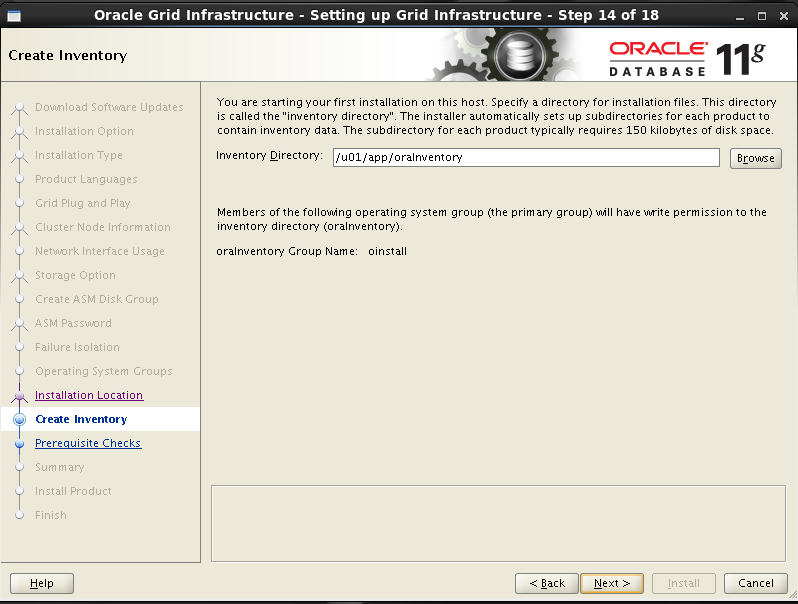 Oracle Grid Infrastructure - Setting up Grid Infrastructure - Step 14 of 18
Create Inventory
ORACLE
DATABASE
11g
Download Software Updates
Installation Option
Installation Type
Product Languages
Grid Plug and Play
Cluster Node Information
Network Interface Usage
Storage Option
Create ASM Disk Group
ASM Password
Failure Isolation
Operating System Groups
Installation Location
Create Inventory
Prerequisite Checks
Summary
Install Product
Finish
You are starting your first installation on this host. Specify a directory for installation files. This directory
is called the "inventory directory". The installer automatically sets up subdirectories for each product to
contain inventory data. The subdirectory for each product typically requires 150 kilobytes of disk space.
Inventory Directory: /u01/app/oraInventory Browse
Members of the following operating system group (the primary group) will have write permission to the
inventory directory (oraInventory).
oraInventory Group Name: oinstall
Help < Back Next > Install Cancel